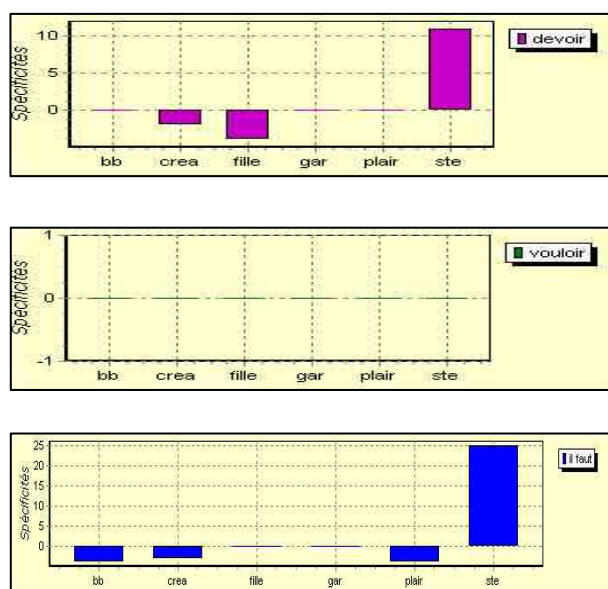 10
5
0
Spécificités
bb crea fille gar plair ste
devoir
1
0
-1
Spécificités
bb crea fille gar plair ste
vouloir
25
20
15
10
5
0
Spécificités
bb crea fille gar plair ste
il faut